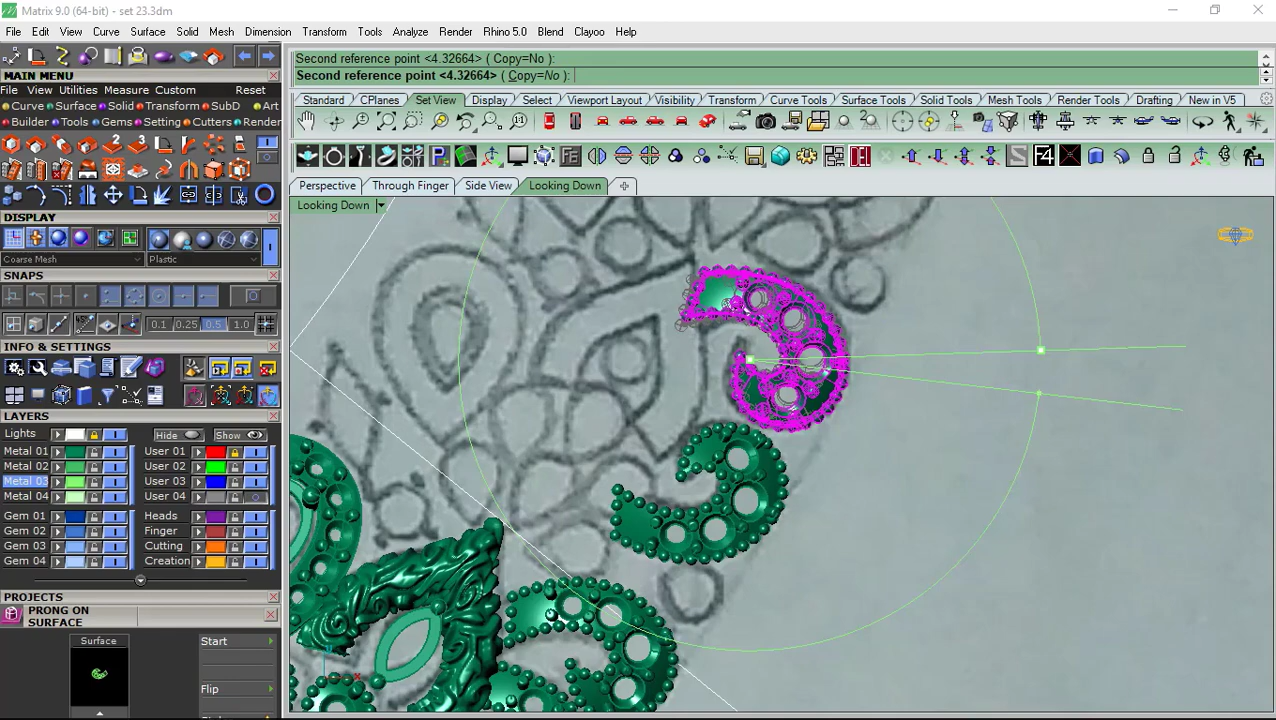 Matrix 9.0 (64-bit) - set 23.3dm
File Edit View Curve Surface Solid Mesh Dimension Transform Tools Analyze Render Rhino 5.0 Blend Clayoo Help
Second reference point <4.32664> ( Copy=No ):
Second reference point <4.32664> ( Copy=No ):
MAIN MENU
File View Utilities Measure Custom Reset
Curve Surface Solid Transform SubD Art
Builder Tools Gems Setting Cutters Render
Standard CPlanes Set View Display Select Viewport Layout Visibility Transform Curve Tools Surface Tools Solid Tools Mesh Tools Render Tools Drafting New in V5
Perspective Through Finger Side View Looking Down
Looking Down
DISPLAY
Coarse Mesh Plastic
SNAPS
0.1 0.25 0.5 1.0
INFO & SETTINGS
LAYERS
Lights Hide Show
Metal 01 User 01
Metal 02 User 02
Metal 03 User 03
Metal 04 User 04
Gem 01 Heads
Gem 02 Finger
Gem 03 Cutting
Gem 04 Creation
PROJECTS
PRONG ON
SURFACE
Surface Start
Flip